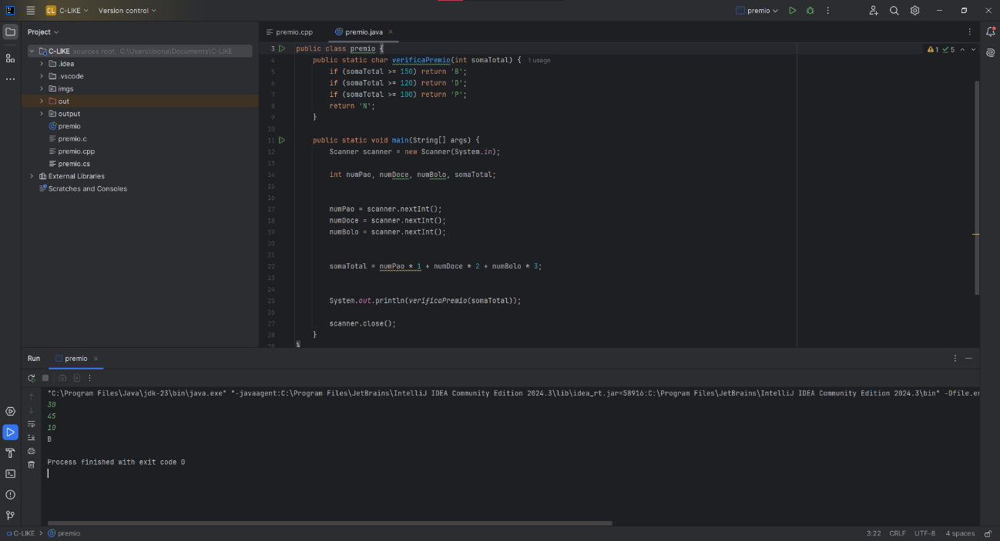 CL C-LIKE Version control premio
Project premio.cpp premio.java
C-LIKE sources root, C:\Users\loona\Documents\C-LIKE
.idea
.vscode
imgs
out
output
premio
premio.c
premio.cpp
premio.cs
External Libraries
Scratches and Consoles
1 5
3 public class premio {
4 public static char verificaPremio(int somaTotal) { 1 usage
5 if (somaTotal >= 150) return 'B';
6 if (somaTotal >= 120) return 'D';
7 if (somaTotal >= 100) return 'P';
8 return 'N';
9 }
10
11 public static void main(String[] args) {
12 Scanner scanner = new Scanner(System.in);
13
14 int numPao, numDoce, numBolo, somaTotal;
15
16
17 numPao = scanner.nextInt();
18 numDoce = scanner.nextInt();
19 numBolo = scanner.nextInt();
20
21
22 somaTotal = numPao * 1 + numDoce * 2 + numBolo * 3;
23
24
25 System.out.println(verificaPremio(somaTotal));
26
27 scanner.close();
28 }
29 }
Run premio
"C:\Program Files\Java\jdk-23\bin\java.exe" "-javaagent:C:\Program Files\JetBrains\IntelliJ IDEA Community Edition 2024.3\lib\idea_rt.jar=58916:C:\Program Files\JetBrains\IntelliJ IDEA Community Edition 2024.3\bin" -Dfile.en
30
45
10
B
Process finished with exit code 0
C-LIKE premio 3:22 CRLF UTF-8 4 spaces